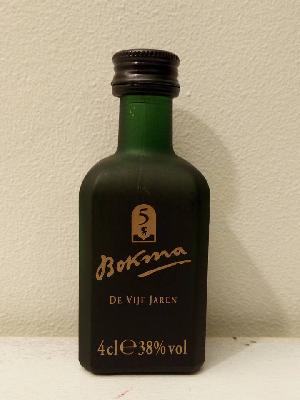 5
Bokma
DE VIJF JAREN
4cl℮38%vol